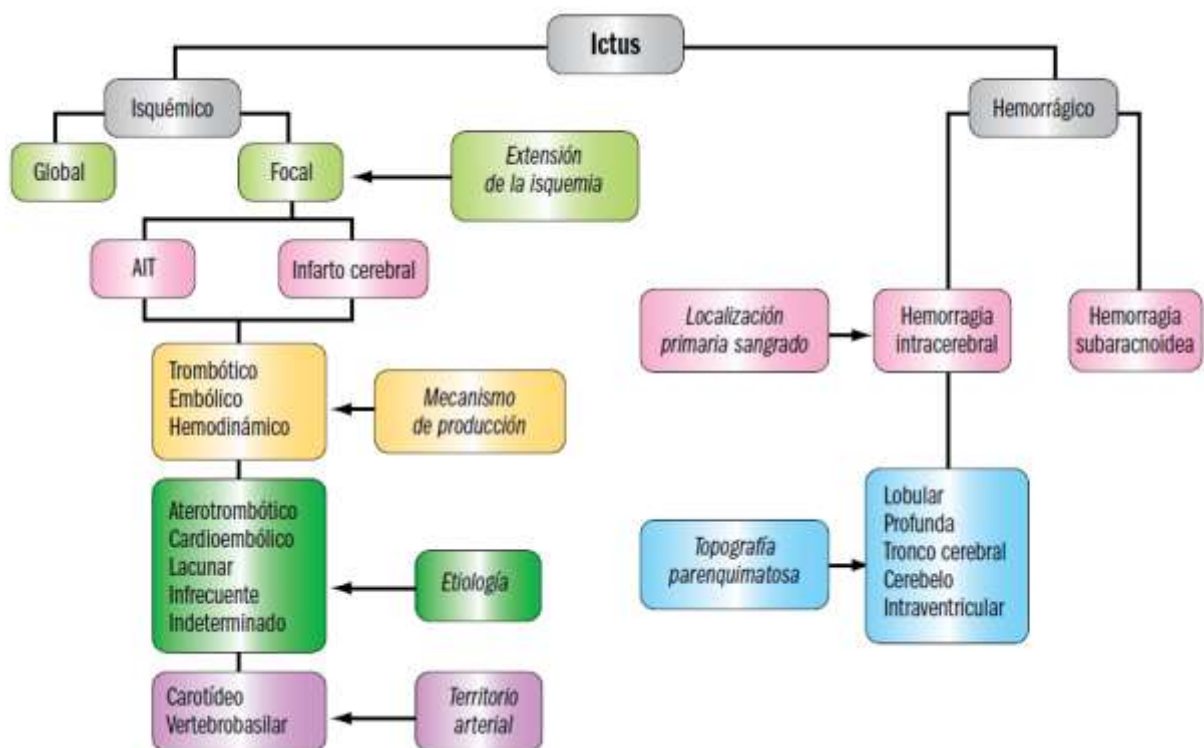 Ictus
Isquémico
Hemorrágico
Global
Focal
Extensión
de la isquemia
AIT
Infarto cerebral
Localización
primaria sangrado
Hemorragia
intracerebral
Hemorragia
subaracnoidea
Trombótico
Embólico
Hemodinámico
Mecanismo
de producción
Aterotrombótico
Cardioembólico
Lacunar
Infrecuente
Indeterminado
Etiología
Topografía
parenquimatosa
Lobular
Profunda
Tronco cerebral
Cerebelo
Intraventricular
Carotídeo
Vertebrobasilar
Territorio
arterial